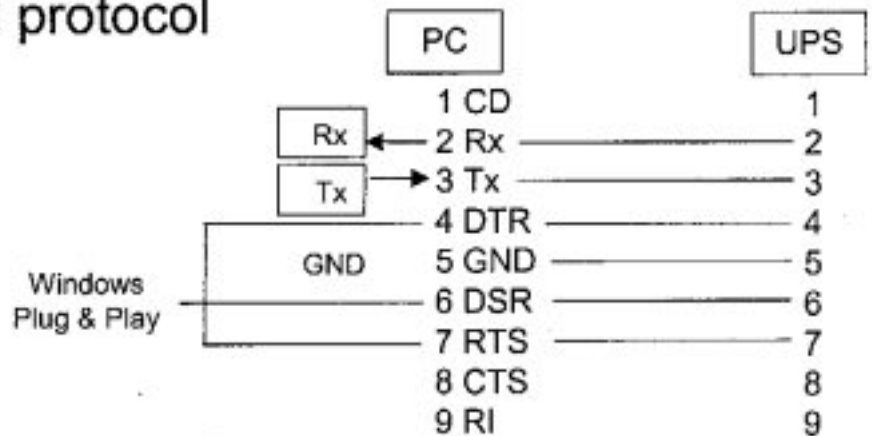 protocol
PC UPS
1 CD 1
Rx 2 Rx 2
Tx 3 Tx 3
4 DTR 4
GND 5 GND 5
Windows
Plug & Play
6 DSR 6
7 RTS 7
8 CTS 8
9 RI 9